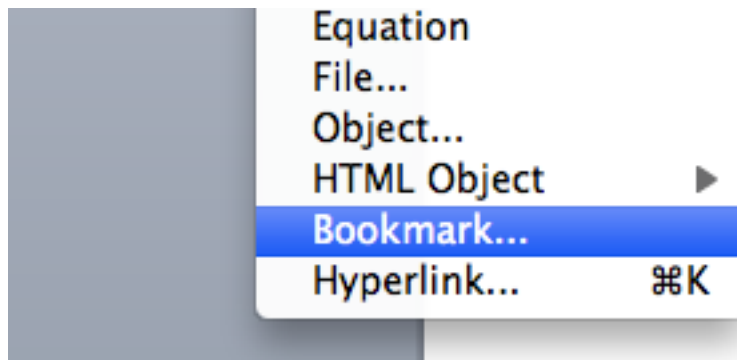 Equation
File...
Object...
HTML Object
Bookmark...
Hyperlink... ⌘K